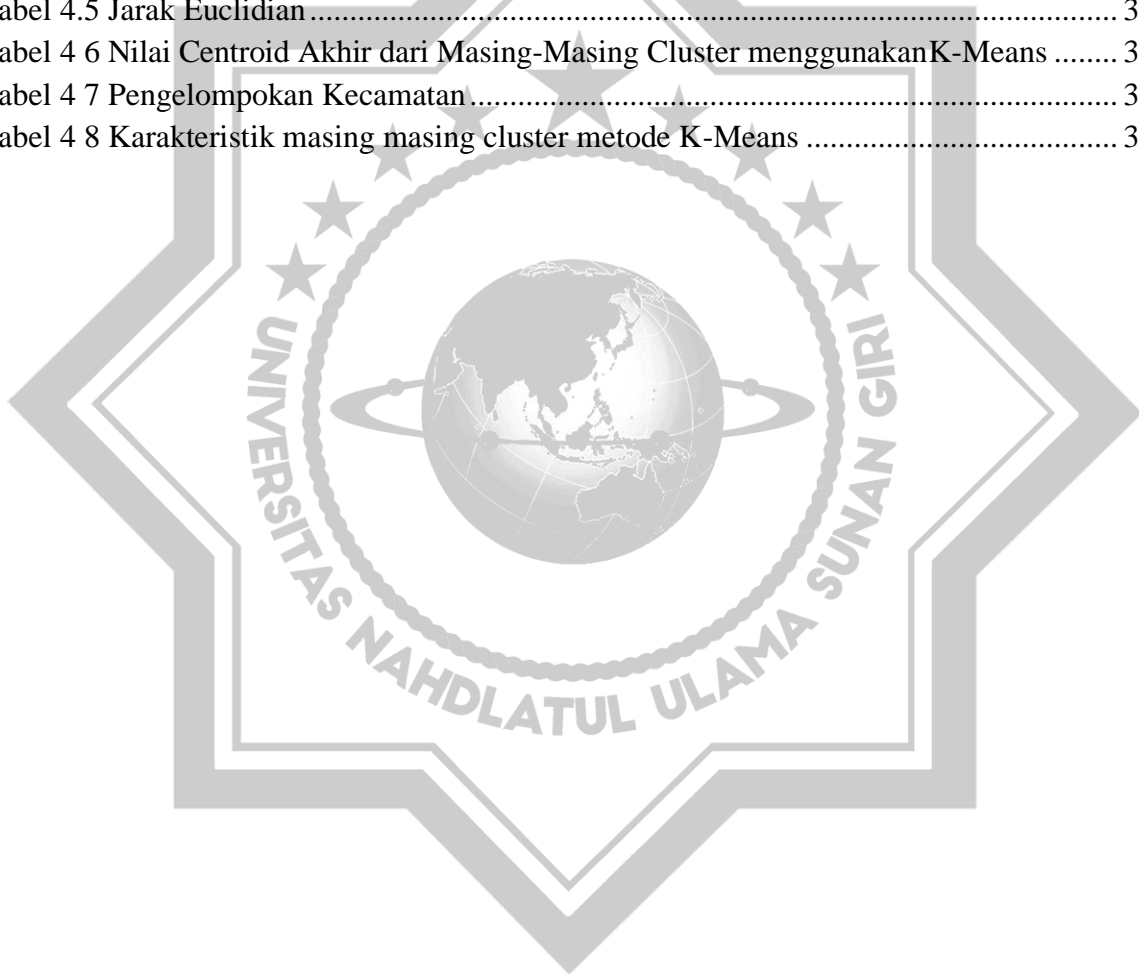 abel 4.5 Jarak Euclidian........................................................................................................ 3
abel 4 6 Nilai Centroid Akhir dari Masing-Masing Cluster menggunakanK-Means ........ 3
abel 4 7 Pengelompokan Kecamatan.................................................................................... 3
abel 4 8 Karakteristik masing masing cluster metode K-Means ........................................ 3
UNIVERSITAS NAHDLATUL ULAMA SUNAN GIRI